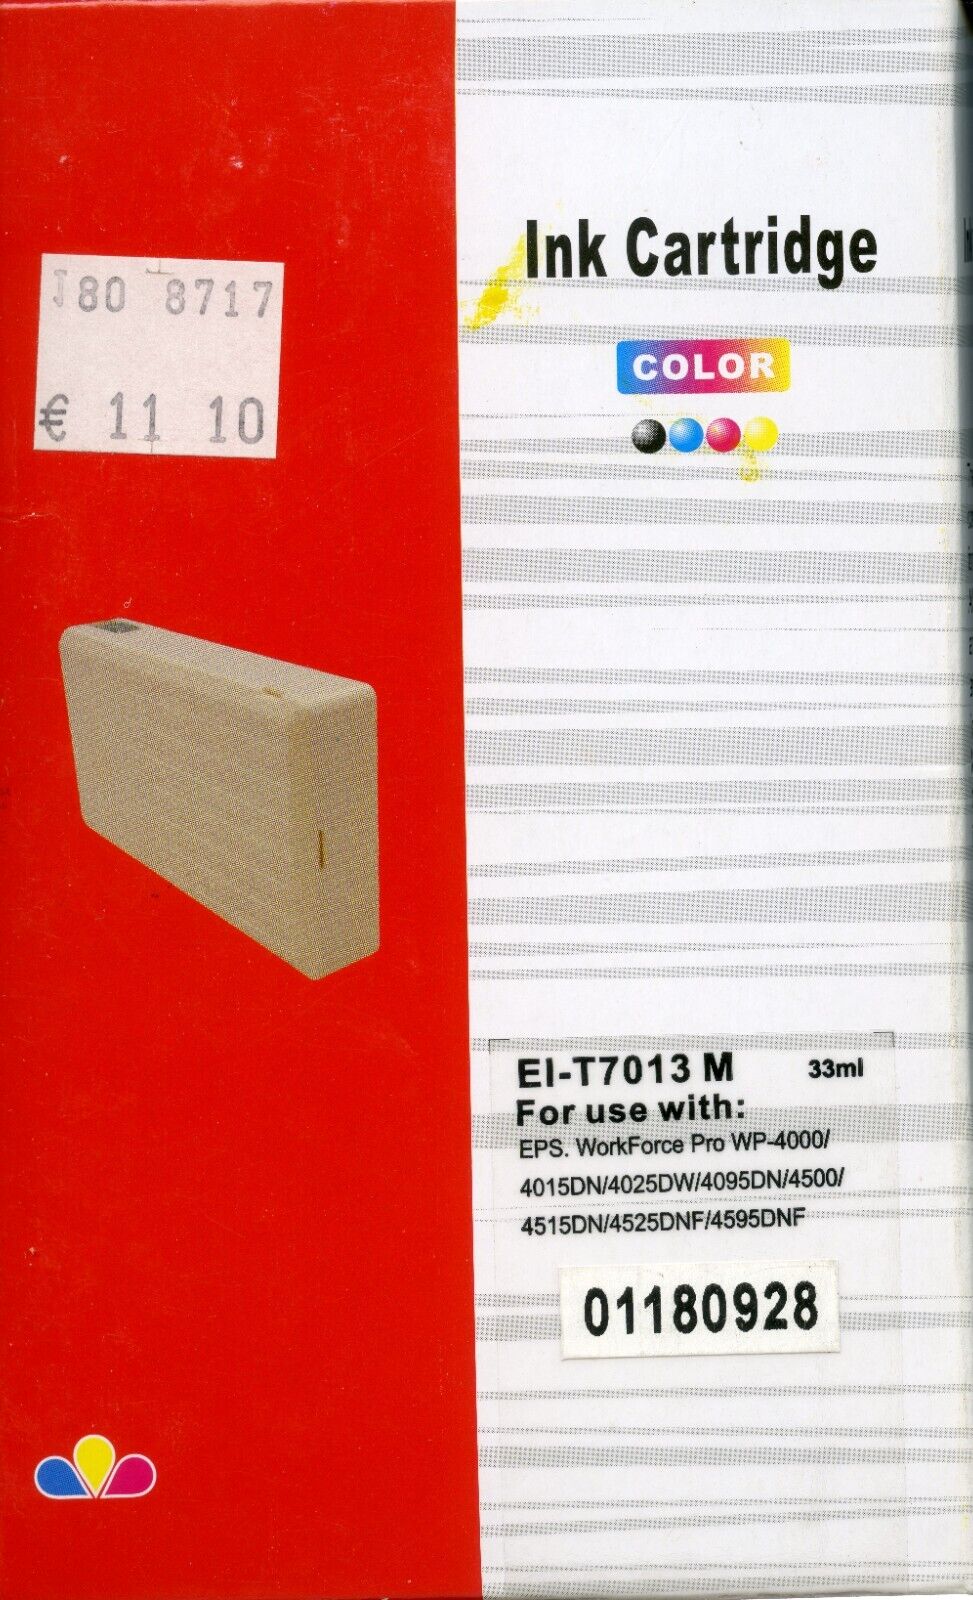 J80 8717
€ 11 10
Ink Cartridge
COLOR
EI-T7013 M 33ml
For use with:
EPS. WorkForce Pro WP-4000/
4015DN/4025DW/4095DN/4500/
4515DN/4525DNF/4595DNF
01180928